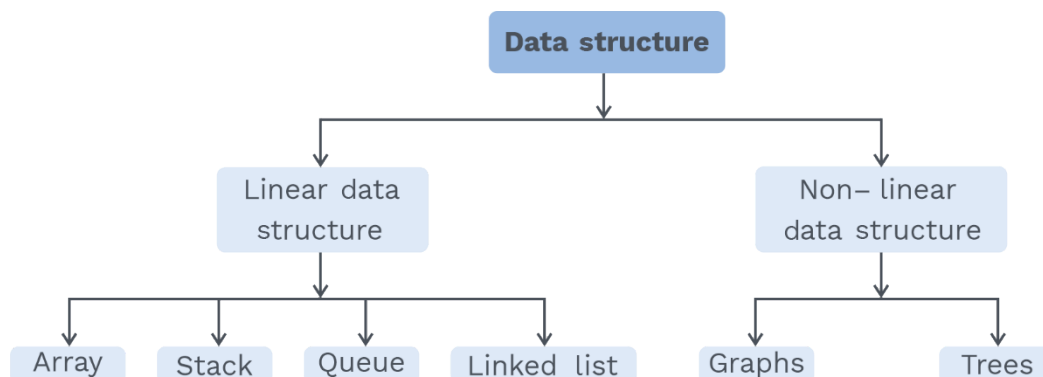 Data structure
Linear data
structure
Non– linear
data structure
Array
Stack
Queue
Linked list
Graphs
Trees